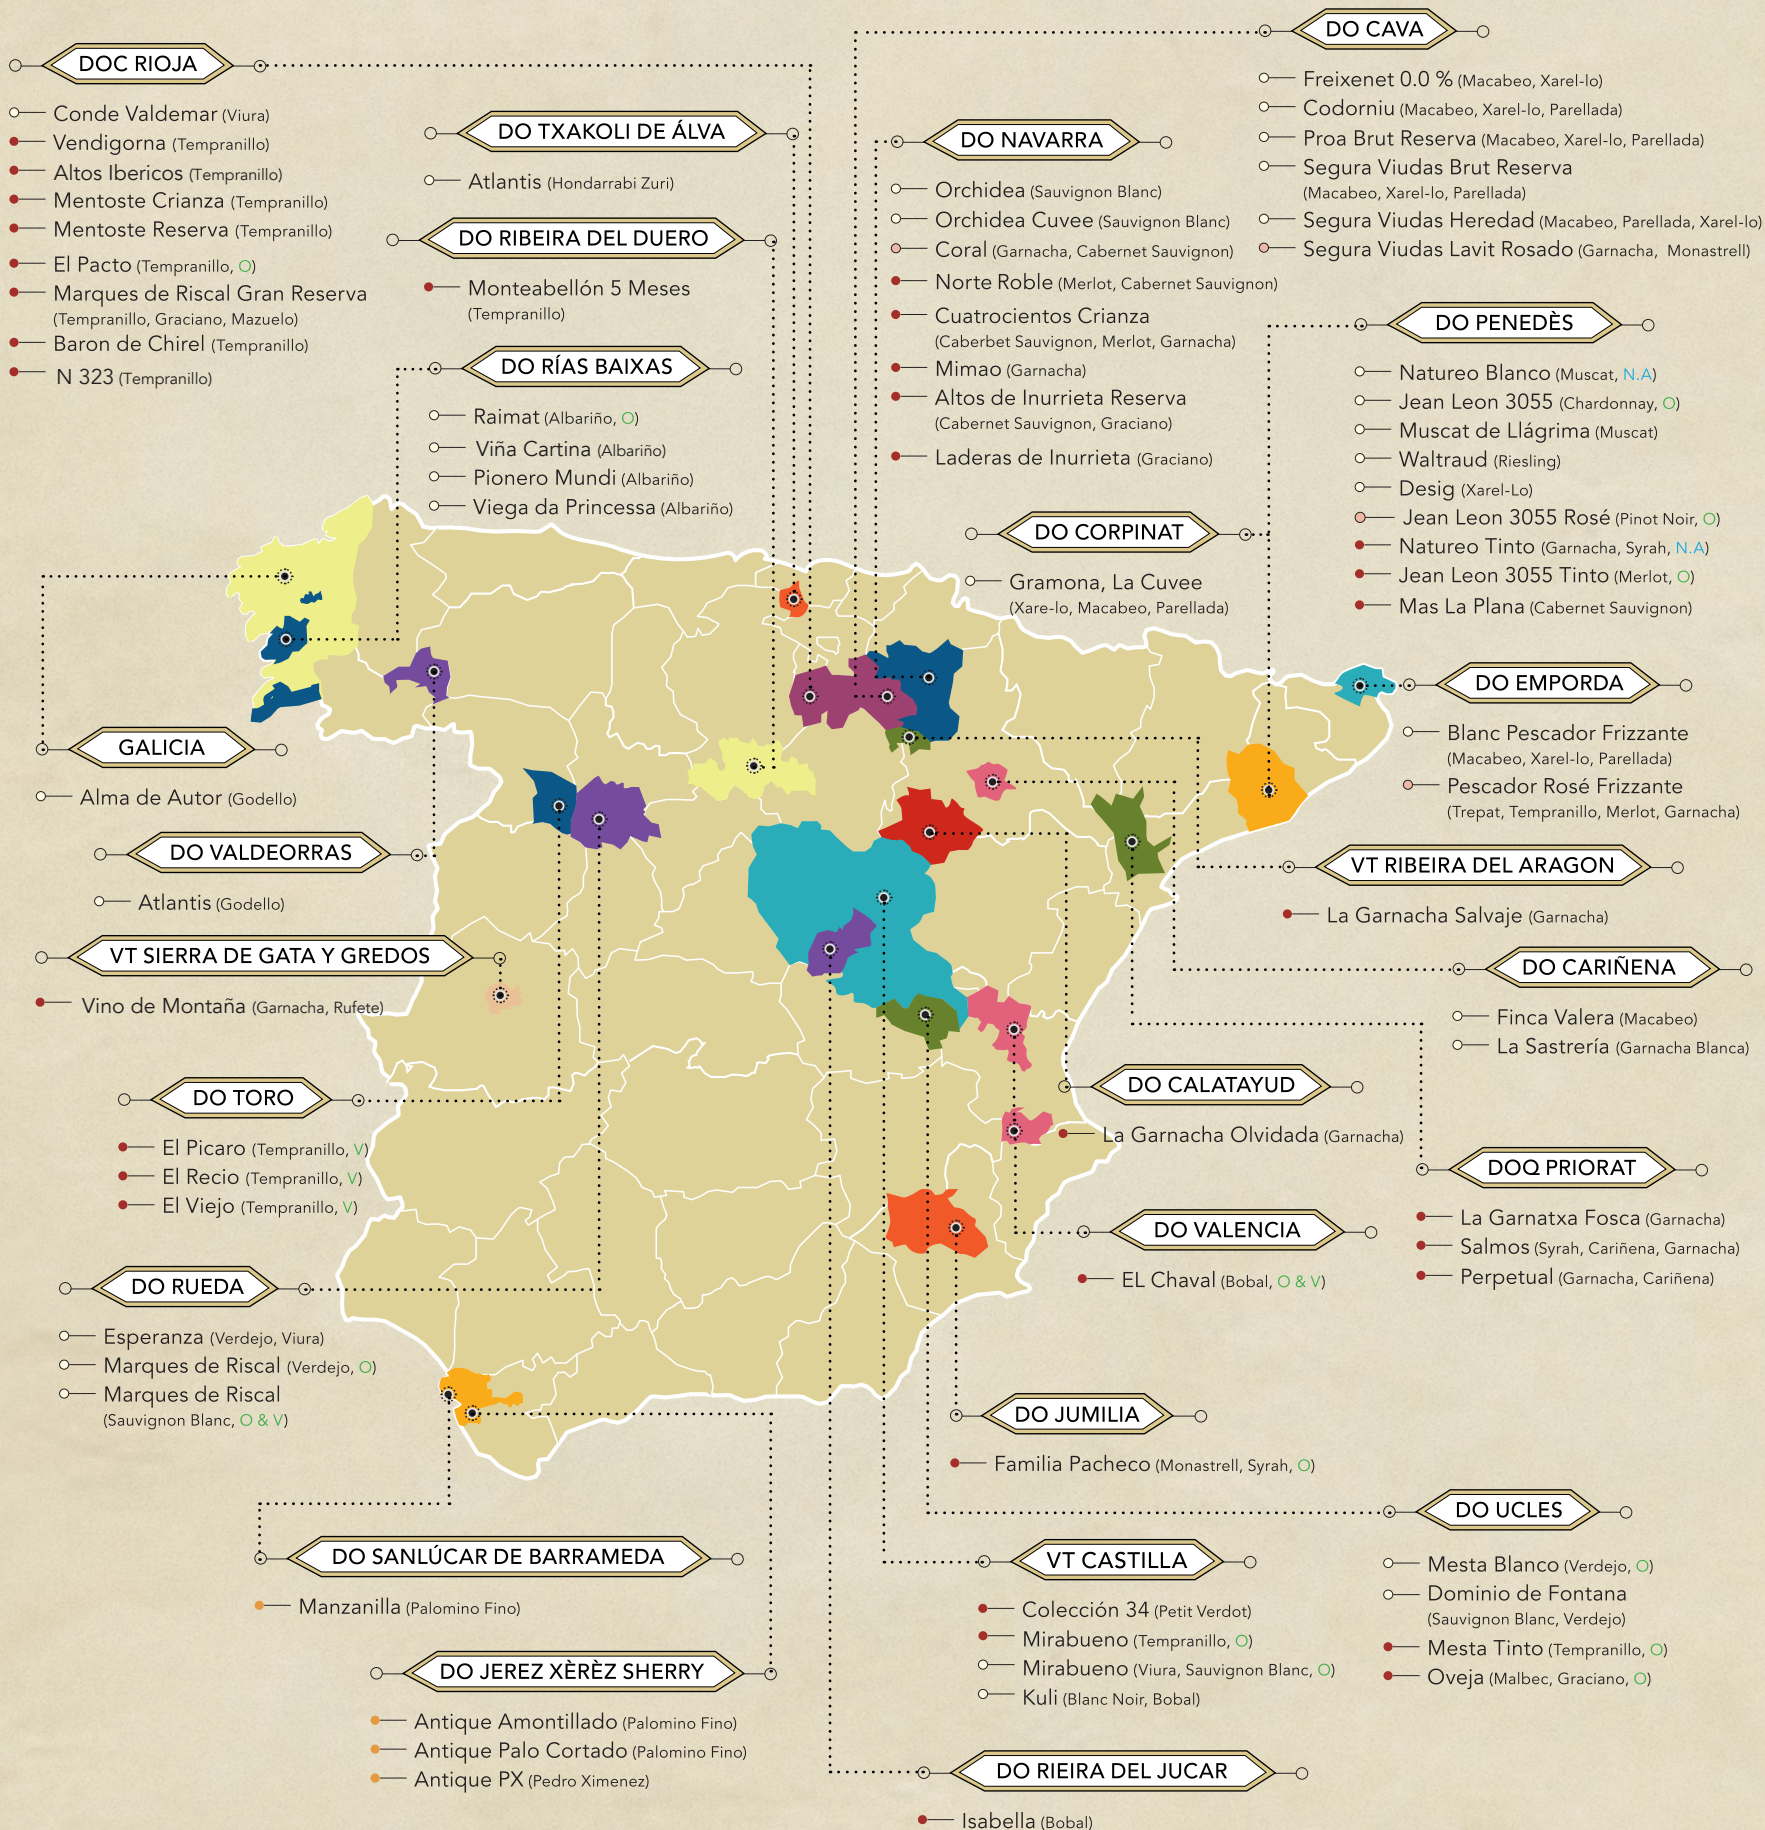 DOC RIOJA
Conde Valdemar (Viura)
Vendigorna (Tempranillo)
Altos Ibericos (Tempranillo)
Mentoste Crianza (Tempranillo)
Mentoste Reserva (Tempranillo)
El Pacto (Tempranillo, O)
Marques de Riscal Gran Reserva
(Tempranillo, Graciano, Mazuelo)
Baron de Chirel (Tempranillo)
N 323 (Tempranillo)
DO TXAKOLI DE ÁLVA
Atlantis (Hondarrabi Zuri)
DO RIBEIRA DEL DUERO
Monteabellón 5 Meses
(Tempranillo)
DO RÍAS BAIXAS
Raimat (Albariño, O)
Viña Cartina (Albariño)
Pionero Mundi (Albariño)
Viega da Princessa (Albariño)
DO NAVARRA
Orchidea (Sauvignon Blanc)
Orchidea Cuvee (Sauvignon Blanc)
Coral (Garnacha, Cabernet Sauvignon)
Norte Roble (Merlot, Cabernet Sauvignon)
Cuatrocientos Crianza
(Caberbet Sauvignon, Merlot, Garnacha)
Mimao (Garnacha)
Altos de Inurrieta Reserva
(Cabernet Sauvignon, Graciano)
Laderas de Inurrieta (Graciano)
DO CAVA
Freixenet 0.0 % (Macabeo, Xarel-lo)
Codorniu (Macabeo, Xarel-lo, Parellada)
Proa Brut Reserva (Macabeo, Xarel-lo, Parellada)
Segura Viudas Brut Reserva
(Macabeo, Xarel-lo, Parellada)
Segura Viudas Heredad (Macabeo, Parellada, Xarel-lo)
Segura Viudas Lavit Rosado (Garnacha, Monastrell)
DO PENEDÈS
Natureo Blanco (Muscat, N.A)
Jean Leon 3055 (Chardonnay, O)
Muscat de Llágrima (Muscat)
Waltraud (Riesling)
Desig (Xarel-Lo)
Jean Leon 3055 Rosé (Pinot Noir, O)
Natureo Tinto (Garnacha, Syrah, N.A)
Jean Leon 3055 Tinto (Merlot, O)
Mas La Plana (Cabernet Sauvignon)
DO CORPINAT
Gramona, La Cuvee
(Xare-lo, Macabeo, Parellada)
DO EMPORDA
Blanc Pescador Frizzante
(Macabeo, Xarel-lo, Parellada)
Pescador Rosé Frizzante
(Trepat, Tempranillo, Merlot, Garnacha)
GALICIA
Alma de Autor (Godello)
DO VALDEORRAS
Atlantis (Godello)
VT SIERRA DE GATA Y GREDOS
Vino de Montaña (Garnacha, Rufete)
VT RIBEIRA DEL ARAGON
La Garnacha Salvaje (Garnacha)
DO CARIÑENA
Finca Valera (Macabeo)
La Sastrería (Garnacha Blanca)
DO TORO
El Picaro (Tempranillo, V)
El Recio (Tempranillo, V)
El Viejo (Tempranillo, V)
DO CALATAYUD
La Garnacha Olvidada (Garnacha)
DOQ PRIORAT
La Garnatxa Fosca (Garnacha)
Salmos (Syrah, Cariñena, Garnacha)
Perpetual (Garnacha, Cariñena)
DO VALENCIA
EL Chaval (Bobal, O & V)
DO RUEDA
Esperanza (Verdejo, Viura)
Marques de Riscal (Verdejo, O)
Marques de Riscal
(Sauvignon Blanc, O & V)
DO JUMILIA
Familia Pacheco (Monastrell, Syrah, O)
DO UCLES
Mesta Blanco (Verdejo, O)
Dominio de Fontana
(Sauvignon Blanc, Verdejo)
Mesta Tinto (Tempranillo, O)
Oveja (Malbec, Graciano, O)
DO SANLÚCAR DE BARRAMEDA
Manzanilla (Palomino Fino)
VT CASTILLA
Colección 34 (Petit Verdot)
Mirabueno (Tempranillo, O)
Mirabueno (Viura, Sauvignon Blanc, O)
Kuli (Blanc Noir, Bobal)
DO JEREZ XÈRÈZ SHERRY
Antique Amontillado (Palomino Fino)
Antique Palo Cortado (Palomino Fino)
Antique PX (Pedro Ximenez)
DO RIEIRA DEL JUCAR
Isabella (Bobal)